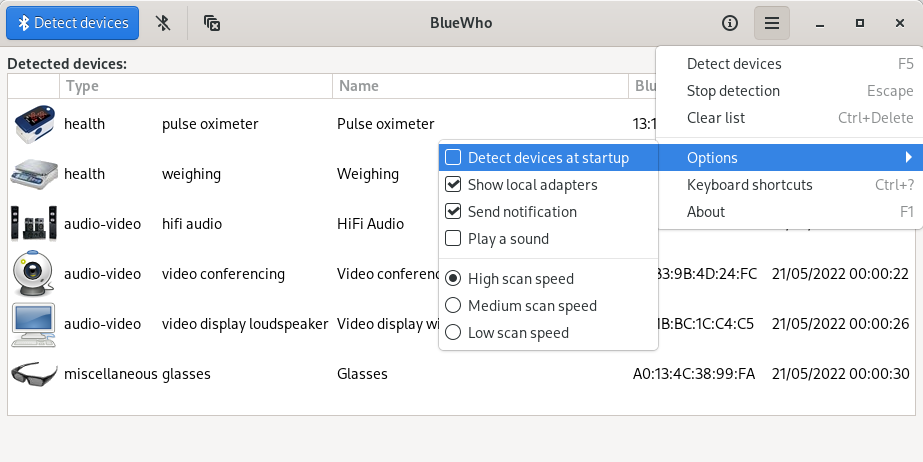 Detect devices
BlueWho
Detected devices:
Type Name Blu
health pulse oximeter Pulse oximeter 13:1
health weighing Weighing
audio-video hifi audio HiFi Audio
audio-video video conferencing Video conferenc 33:9B:4D:24:FC 21/05/2022 00:00:22
audio-video video display loudspeaker Video display wi 1B:BC:1C:C4:C5 21/05/2022 00:00:26
miscellaneous glasses Glasses A0:13:4C:38:99:FA 21/05/2022 00:00:30
Detect devices F5
Stop detection Escape
Clear list Ctrl+Delete
Options
Keyboard shortcuts Ctrl+?
About F1
Detect devices at startup
Show local adapters
Send notification
Play a sound
High scan speed
Medium scan speed
Low scan speed